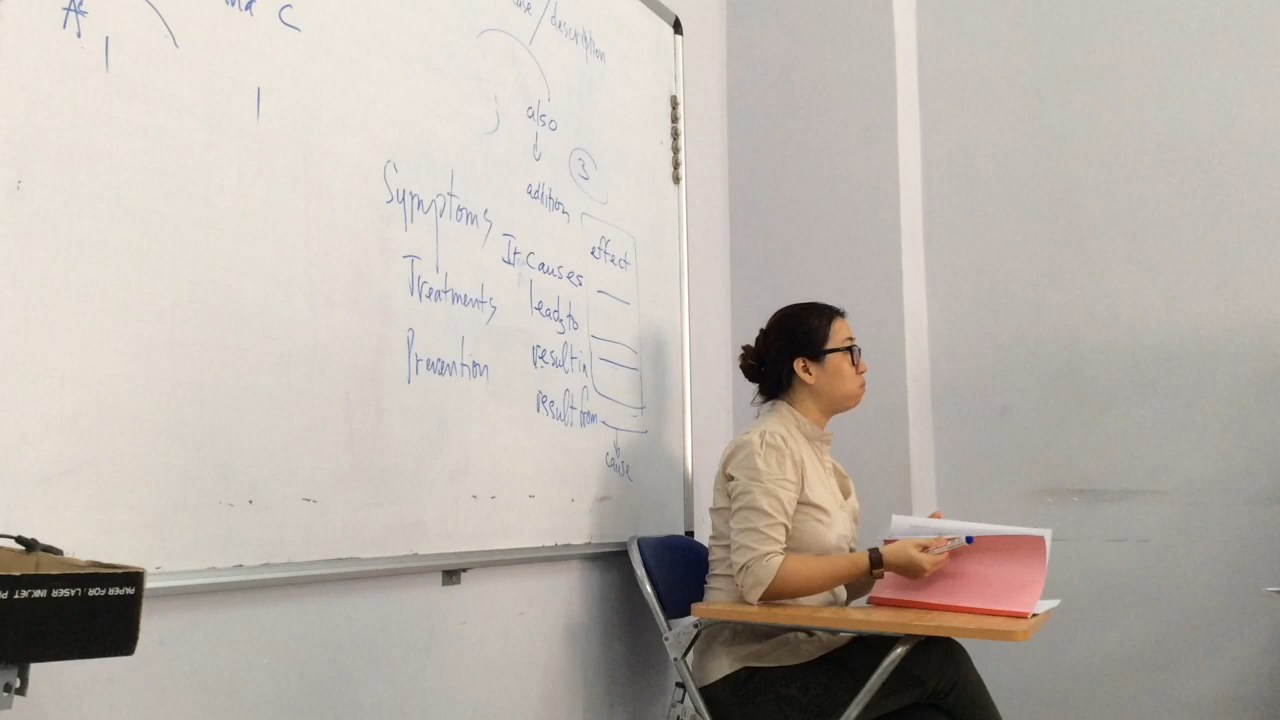 C
description
also
3
addition
Symptoms
Treatments
Prevention
effect
It causes
leads to
result in
result from
cause
PAPER FOR: LASER INKJET